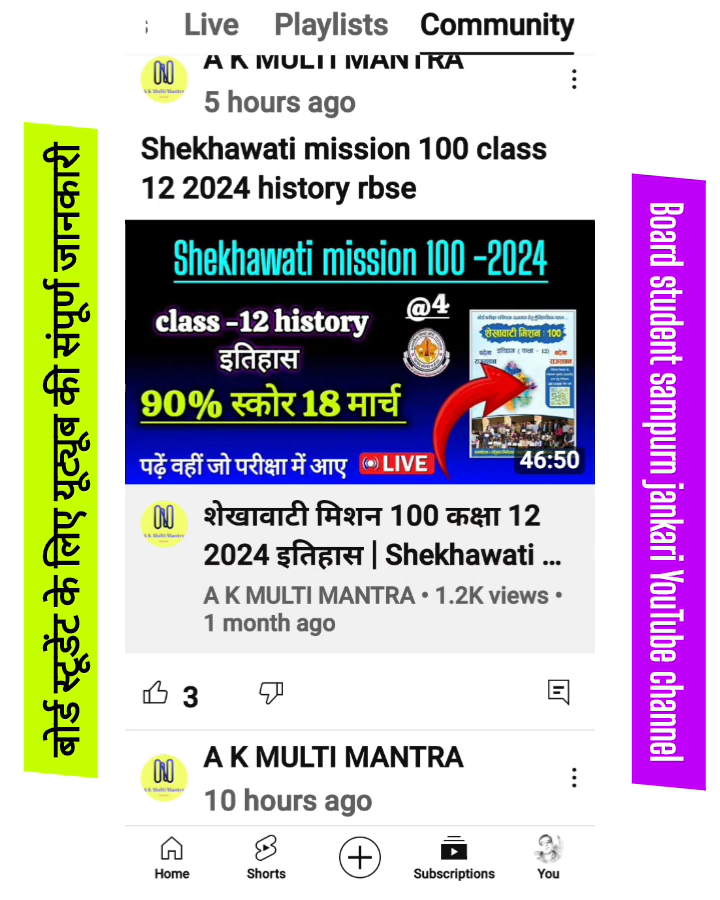 Live Playlists Community
A K MULTI MANTRA
5 hours ago
Shekhawati mission 100 class
12 2024 history rbse
Shekhawati mission 100 -2024
class -12 history
@4
इतिहास
90% स्कोर 18 मार्च
पढ़ें वहीं जो परीक्षा में आए
LIVE
शेखावाटी मिशन : 100
इतिहास ( कक्षा - 12)
46:50
शेखावाटी मिशन 100 कक्षा 12
2024 इतिहास | Shekhawati ...
A K MULTI MANTRA • 1.2K views •
1 month ago
3
A K MULTI MANTRA
10 hours ago
Home
Shorts
Subscriptions
You
बोर्ड स्टूडेंट के लिए यूट्यूब की संपूर्ण जानकारी
Board student sampurn jankari YouTube channel